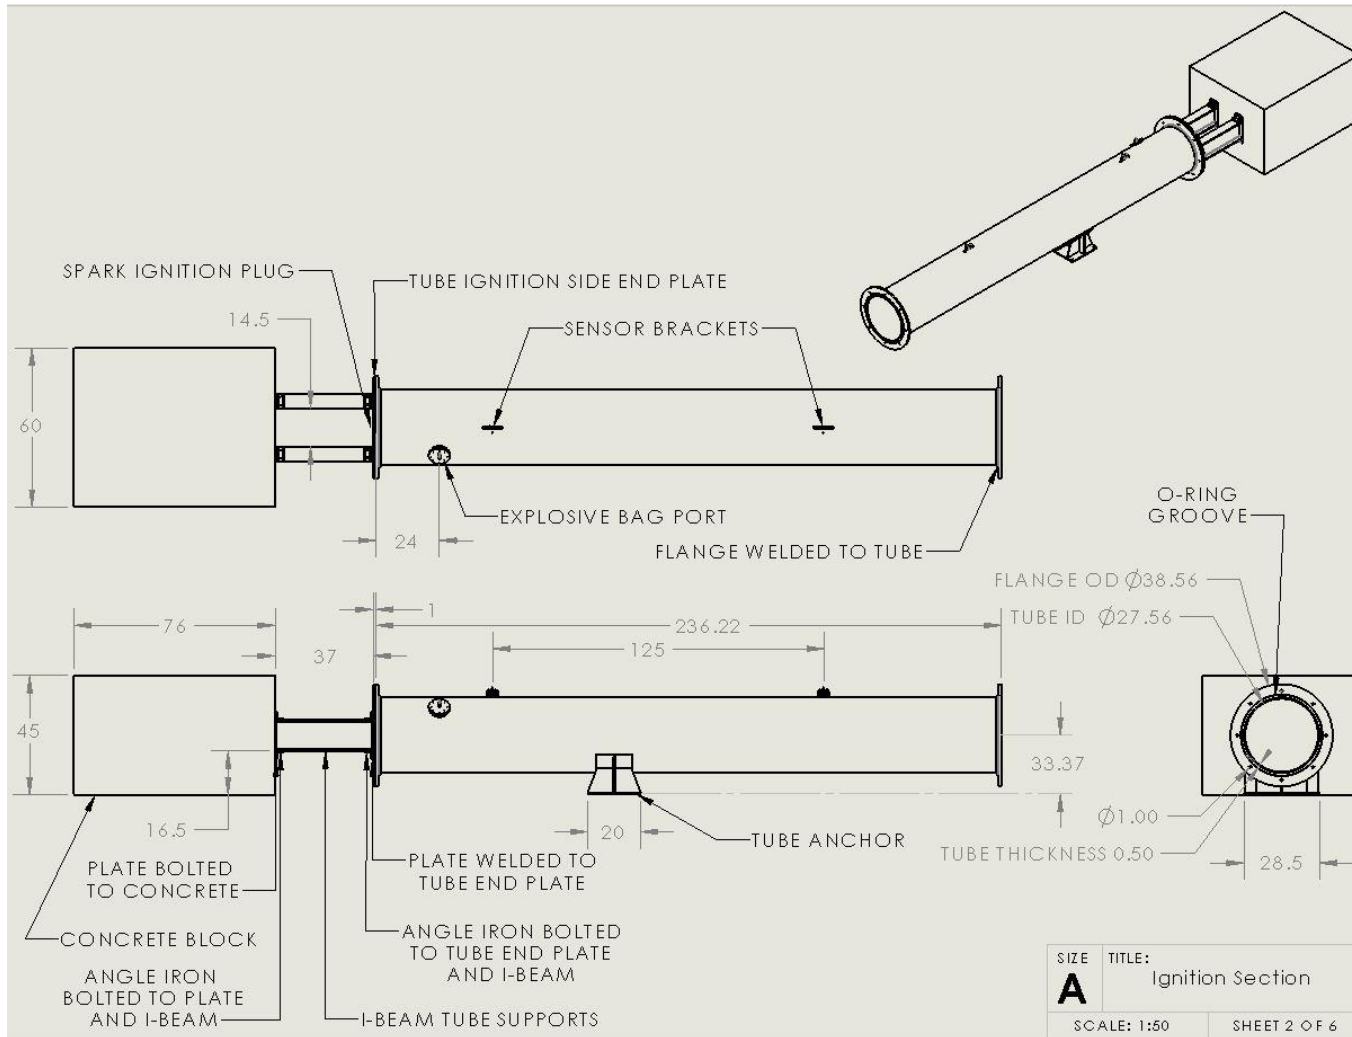 SPARK IGNITION PLUG
TUBE IGNITION SIDE END PLATE
14.5
SENSOR BRACKETS
60
EXPLOSIVE BAG PORT
24
FLANGE WELDED TO TUBE
O-RING
GROOVE
FLANGE OD Ø38.56
TUBE ID Ø27.56
1
76
236.22
37
125
45
33.37
16.5
20
TUBE ANCHOR
Ø1.00
TUBE THICKNESS 0.50
28.5
PLATE BOLTED
TO CONCRETE
PLATE WELDED TO
TUBE END PLATE
CONCRETE BLOCK
ANGLE IRON BOLTED
TO TUBE END PLATE
AND I-BEAM
ANGLE IRON
BOLTED TO PLATE
AND I-BEAM
I-BEAM TUBE SUPPORTS
SIZE
A
TITLE:
Ignition Section
SCALE: 1:50
SHEET 2 OF 6